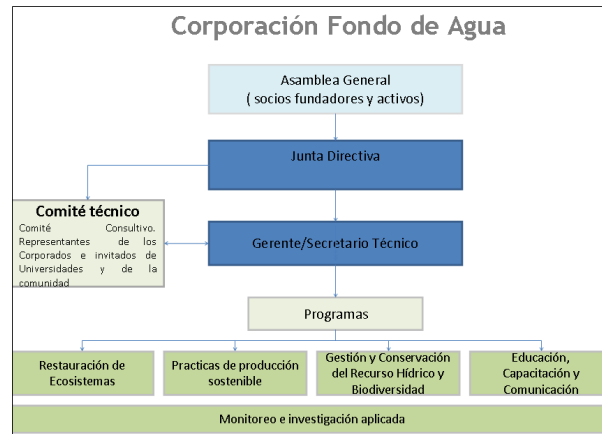 Corporación Fondo de Agua
Asamblea General
( socios fundadores y activos)
Junta Directiva
Comité técnico
Comité Consultivo.
Representantes de los
Corporados e invitados de
Universidades y de la
comunidad
Gerente/Secretario Técnico
Programas
Restauración de
Ecosistemas
Practicas de producción
sostenible
Gestión y Conservación
del Recurso Hídrico y
Biodiversidad
Educación,
Capacitación y
Comunicación
Monitoreo e investigación aplicada